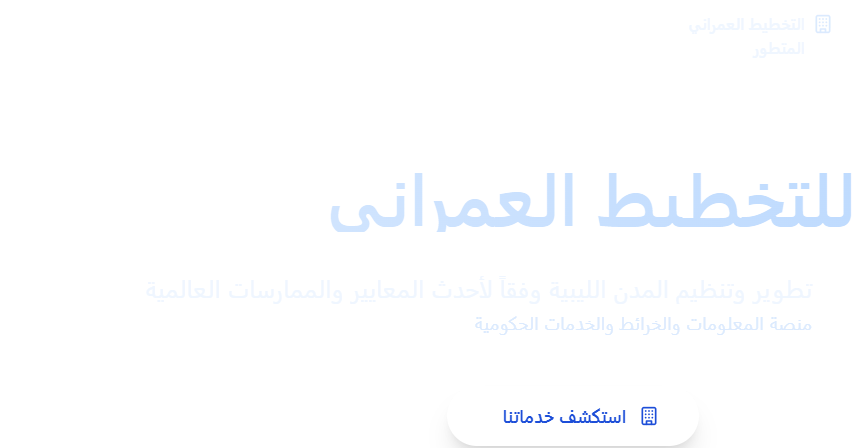 التخطيط العمراني
المتطور
للتخطيط العمراني
تطوير وتنظيم المدن الليبية وفقاً لأحدث المعايير والممارسات العالمية
منصة المعلومات والخرائط والخدمات الحكومية
استكشف خدماتنا